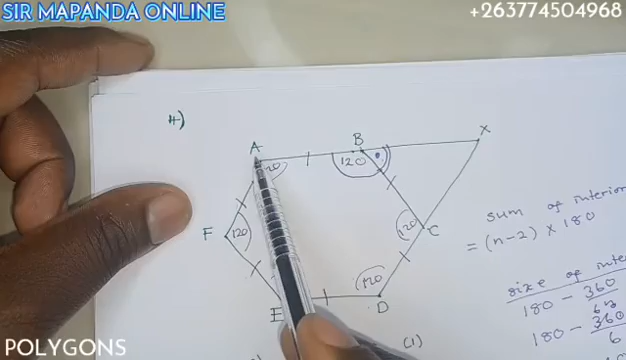 SIR MAPANDA ONLINE
+263774504968
4)
A
B
X
120
120
F
120
120
C
120
E
D
sum of interior
= (n-2) × 180
size of inte
180 - 360
180 - 360
6
(1)
POLYGONS